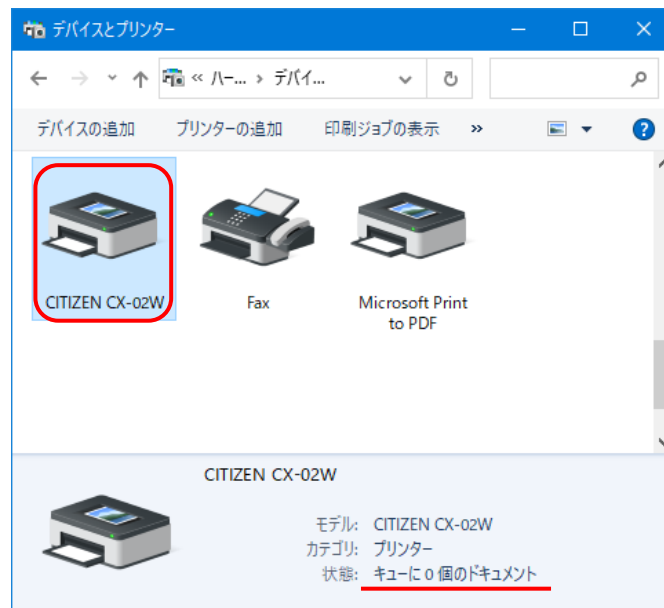 デバイスとプリンター
« ハー... › デバイ...
デバイスの追加 プリンターの追加 印刷ジョブの表示 »
CITIZEN CX-02W Fax Microsoft Print
to PDF
CITIZEN CX-02W
モデル: CITIZEN CX-02W
カテゴリ: プリンター
状態: キューに 0 個のドキュメント